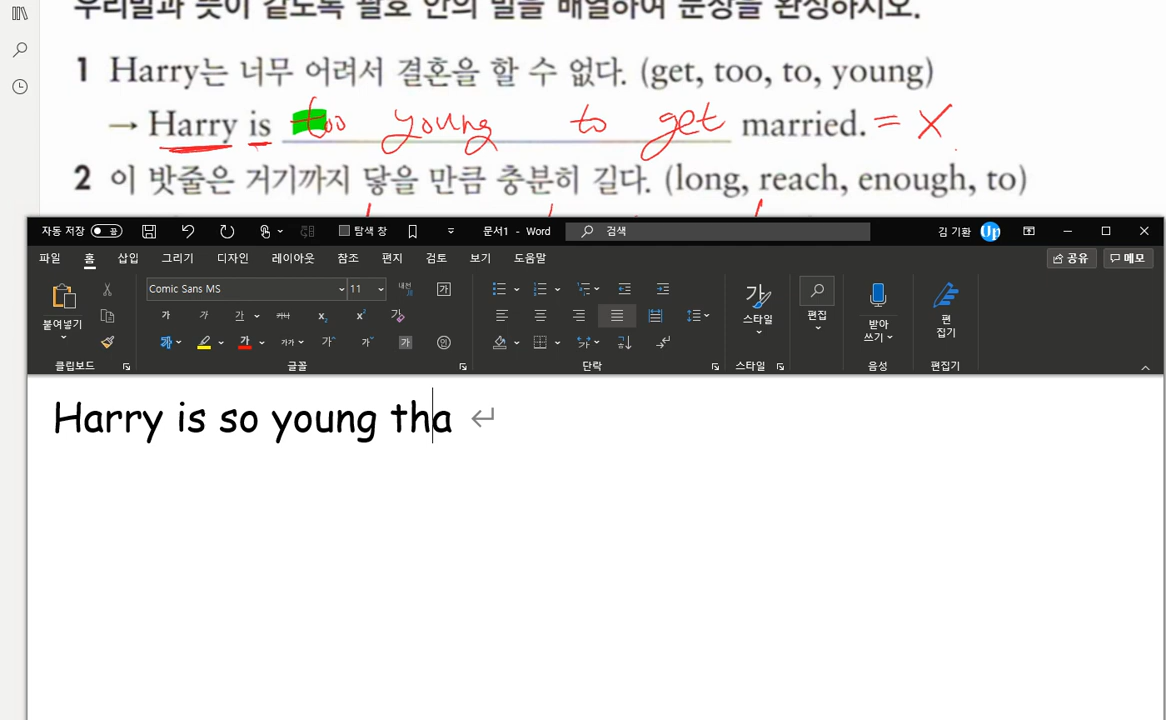 우리말과 뜻이 같도록 괄호 안의 말을 배열하여 문장을 완성하시오.
1 Harry는 너무 어려서 결혼을 할 수 없다. (get, too, to, young)
→ Harry is too young to get married. = X
2 이 밧줄은 거기까지 닿을 만큼 충분히 길다. (long, reach, enough, to)
자동 저장 끔 탐색 창 문서1 - Word 검색 김 기환 Up
파일 홈 삽입 그리기 디자인 레이아웃 참조 편지 검토 보기 도움말 공유 메모
Comic Sans MS 11
붙여넣기 스타일 편집 받아쓰기 편집기
클립보드 글꼴 단락 스타일 음성 편집기
Harry is so young tha